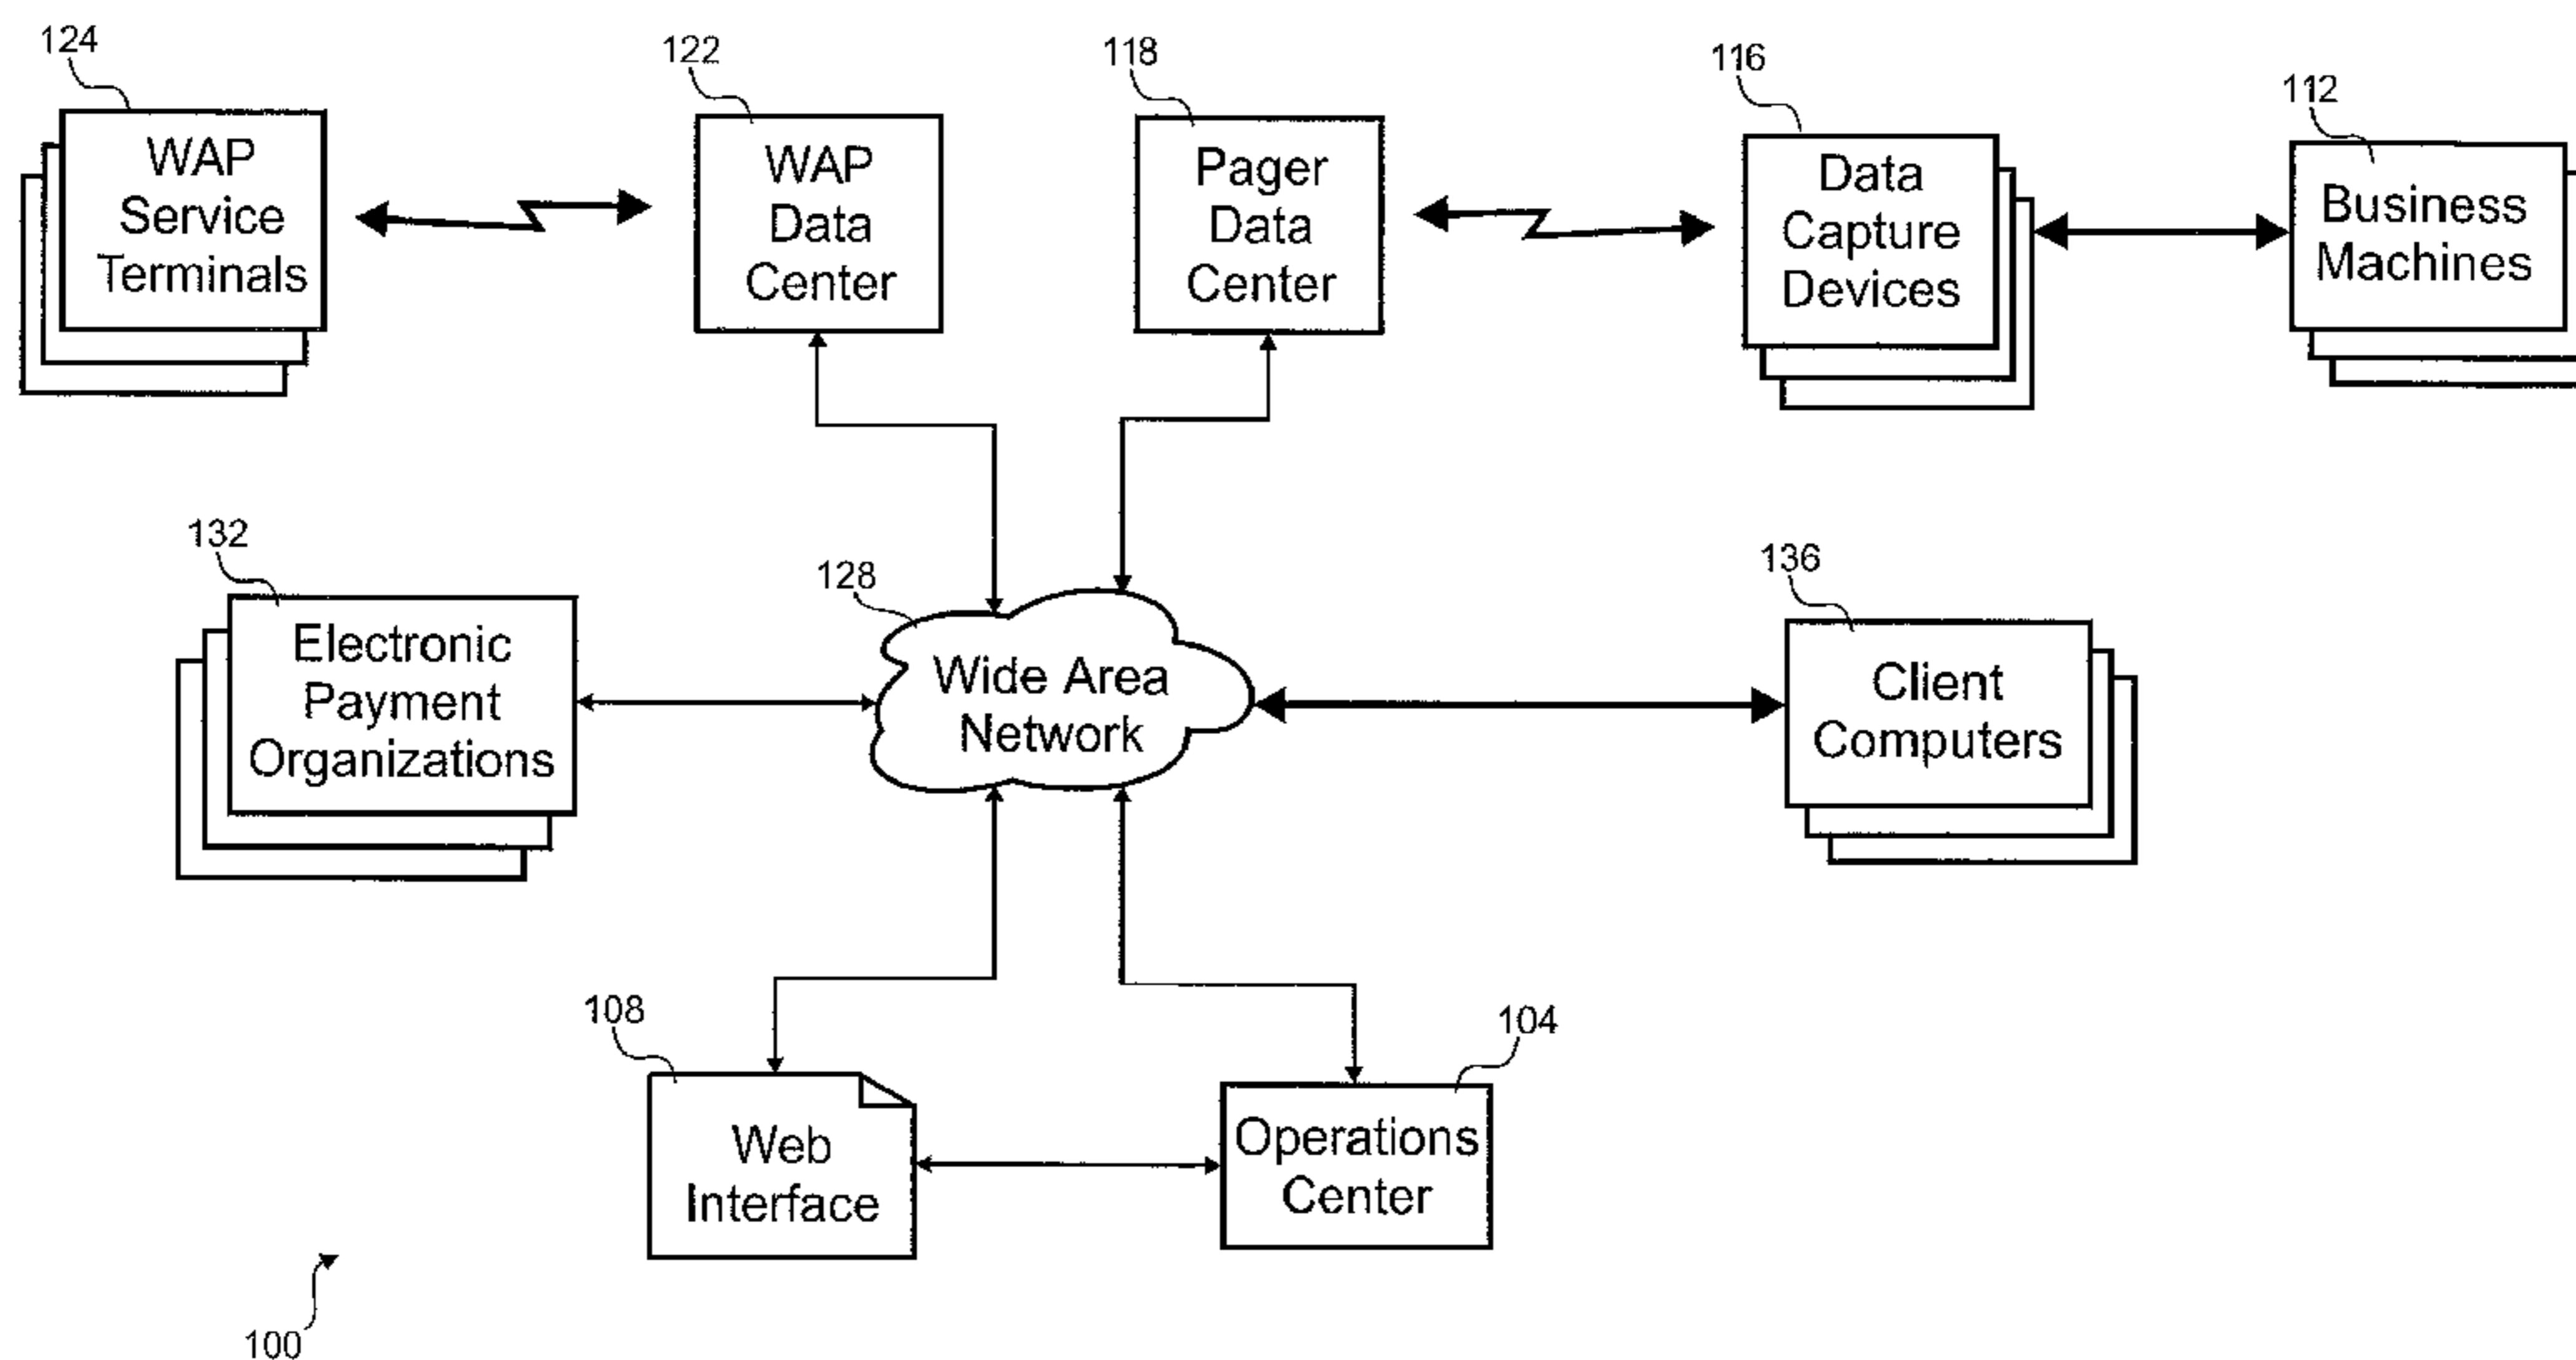 124
WAP
Service
Terminals
122
WAP
Data
Center
118
Pager
Data
Center
116
Data
Capture
Devices
112
Business
Machines
132
Electronic
Payment
Organizations
128
Wide Area
Network
136
Client
Computers
108
Web
Interface
104
Operations
Center
100